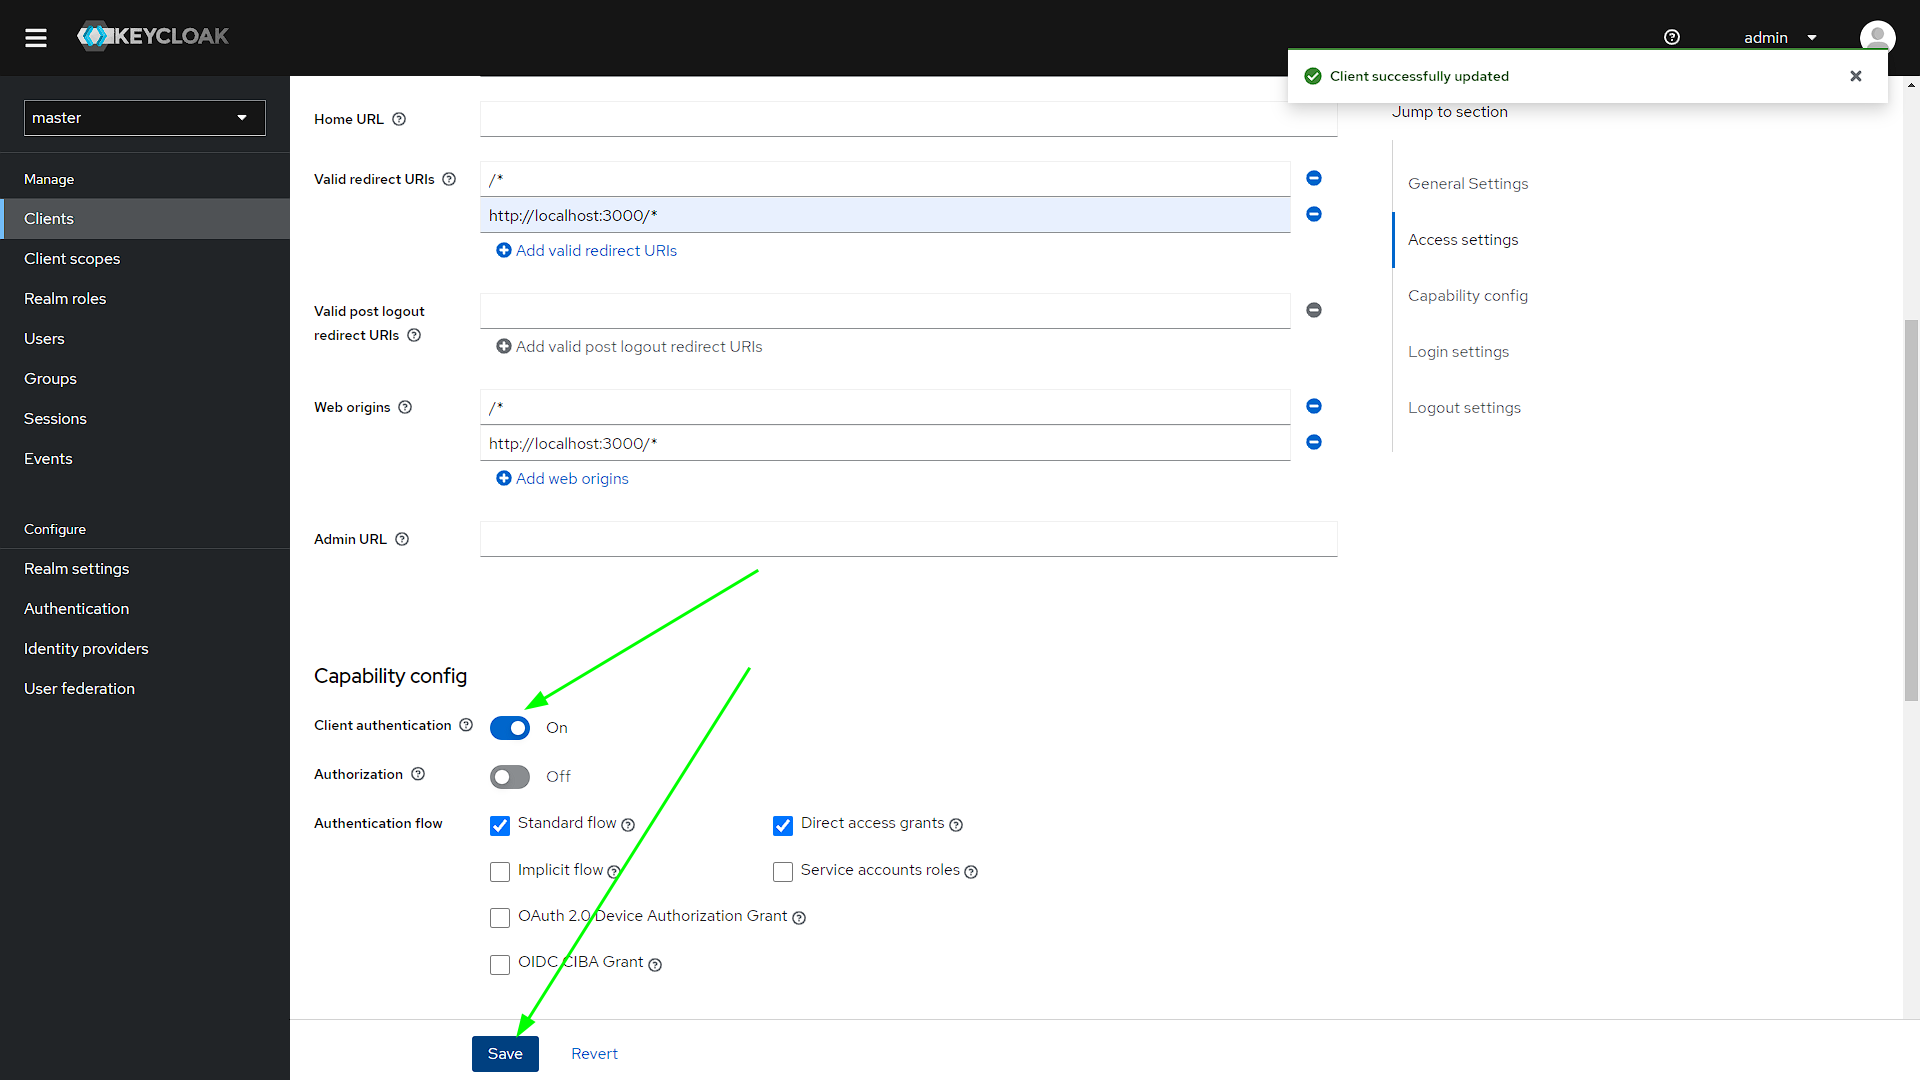 KEYCLOAK
admin
Client successfully updated
master
Manage
Clients
Client scopes
Realm roles
Users
Groups
Sessions
Events
Configure
Realm settings
Authentication
Identity providers
User federation
Home URL
Valid redirect URIs
/*
http://localhost:3000/*
Add valid redirect URIs
Valid post logout
redirect URIs
Add valid post logout redirect URIs
Web origins
/*
http://localhost:3000/*
Add web origins
Admin URL
Capability config
Client authentication
On
Authorization
Off
Authentication flow
Standard flow
Direct access grants
Implicit flow
Service accounts roles
OAuth 2.0 Device Authorization Grant
OIDC CIBA Grant
Save
Revert
Jump to section
General Settings
Access settings
Capability config
Login settings
Logout settings